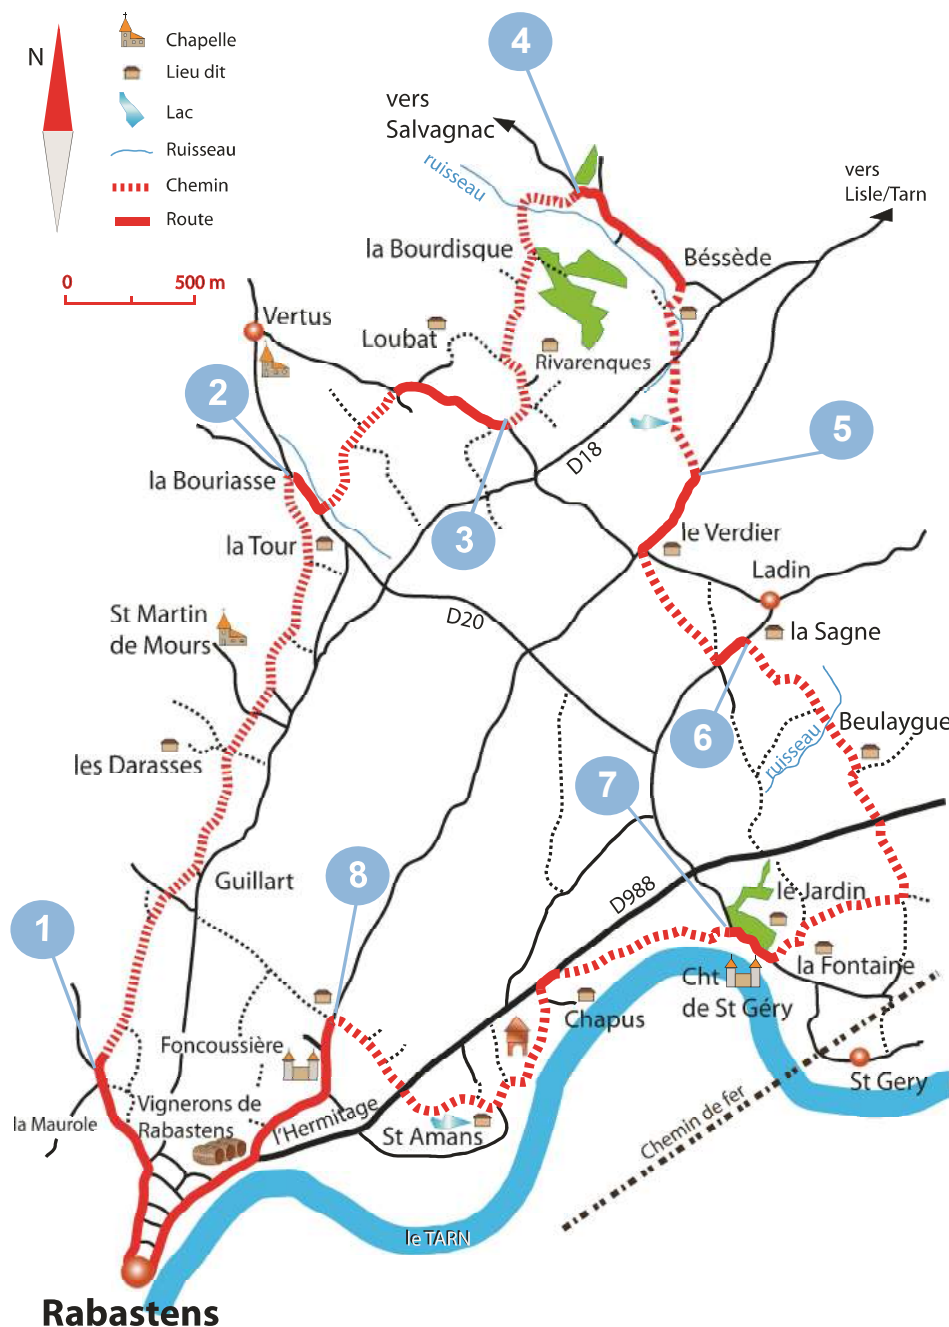 N
Chapelle
Lieu dit
Lac
Ruisseau
Chemin
Route
0 500 m
4
vers
Salvagnac
ruisseau
vers
Lisle/Tarn
la Bourdisque
Béssède
Vertus
Loubat
Rivarenques
2
5
la Bouriasse
D18
3
la Tour
le Verdier
Ladin
St Martin
de Mours
D20
la Sagne
6
Beulaygue
ruisseau
les Darasses
7
8
Guillart
D988
le Jardin
1
la Fontaine
Cht
de St Géry
Chapus
Foncoussière
St Gery
Vignerons de
Rabastens
la Maurole
l'Hermitage
St Amans
Chemin de fer
le TARN
Rabastens